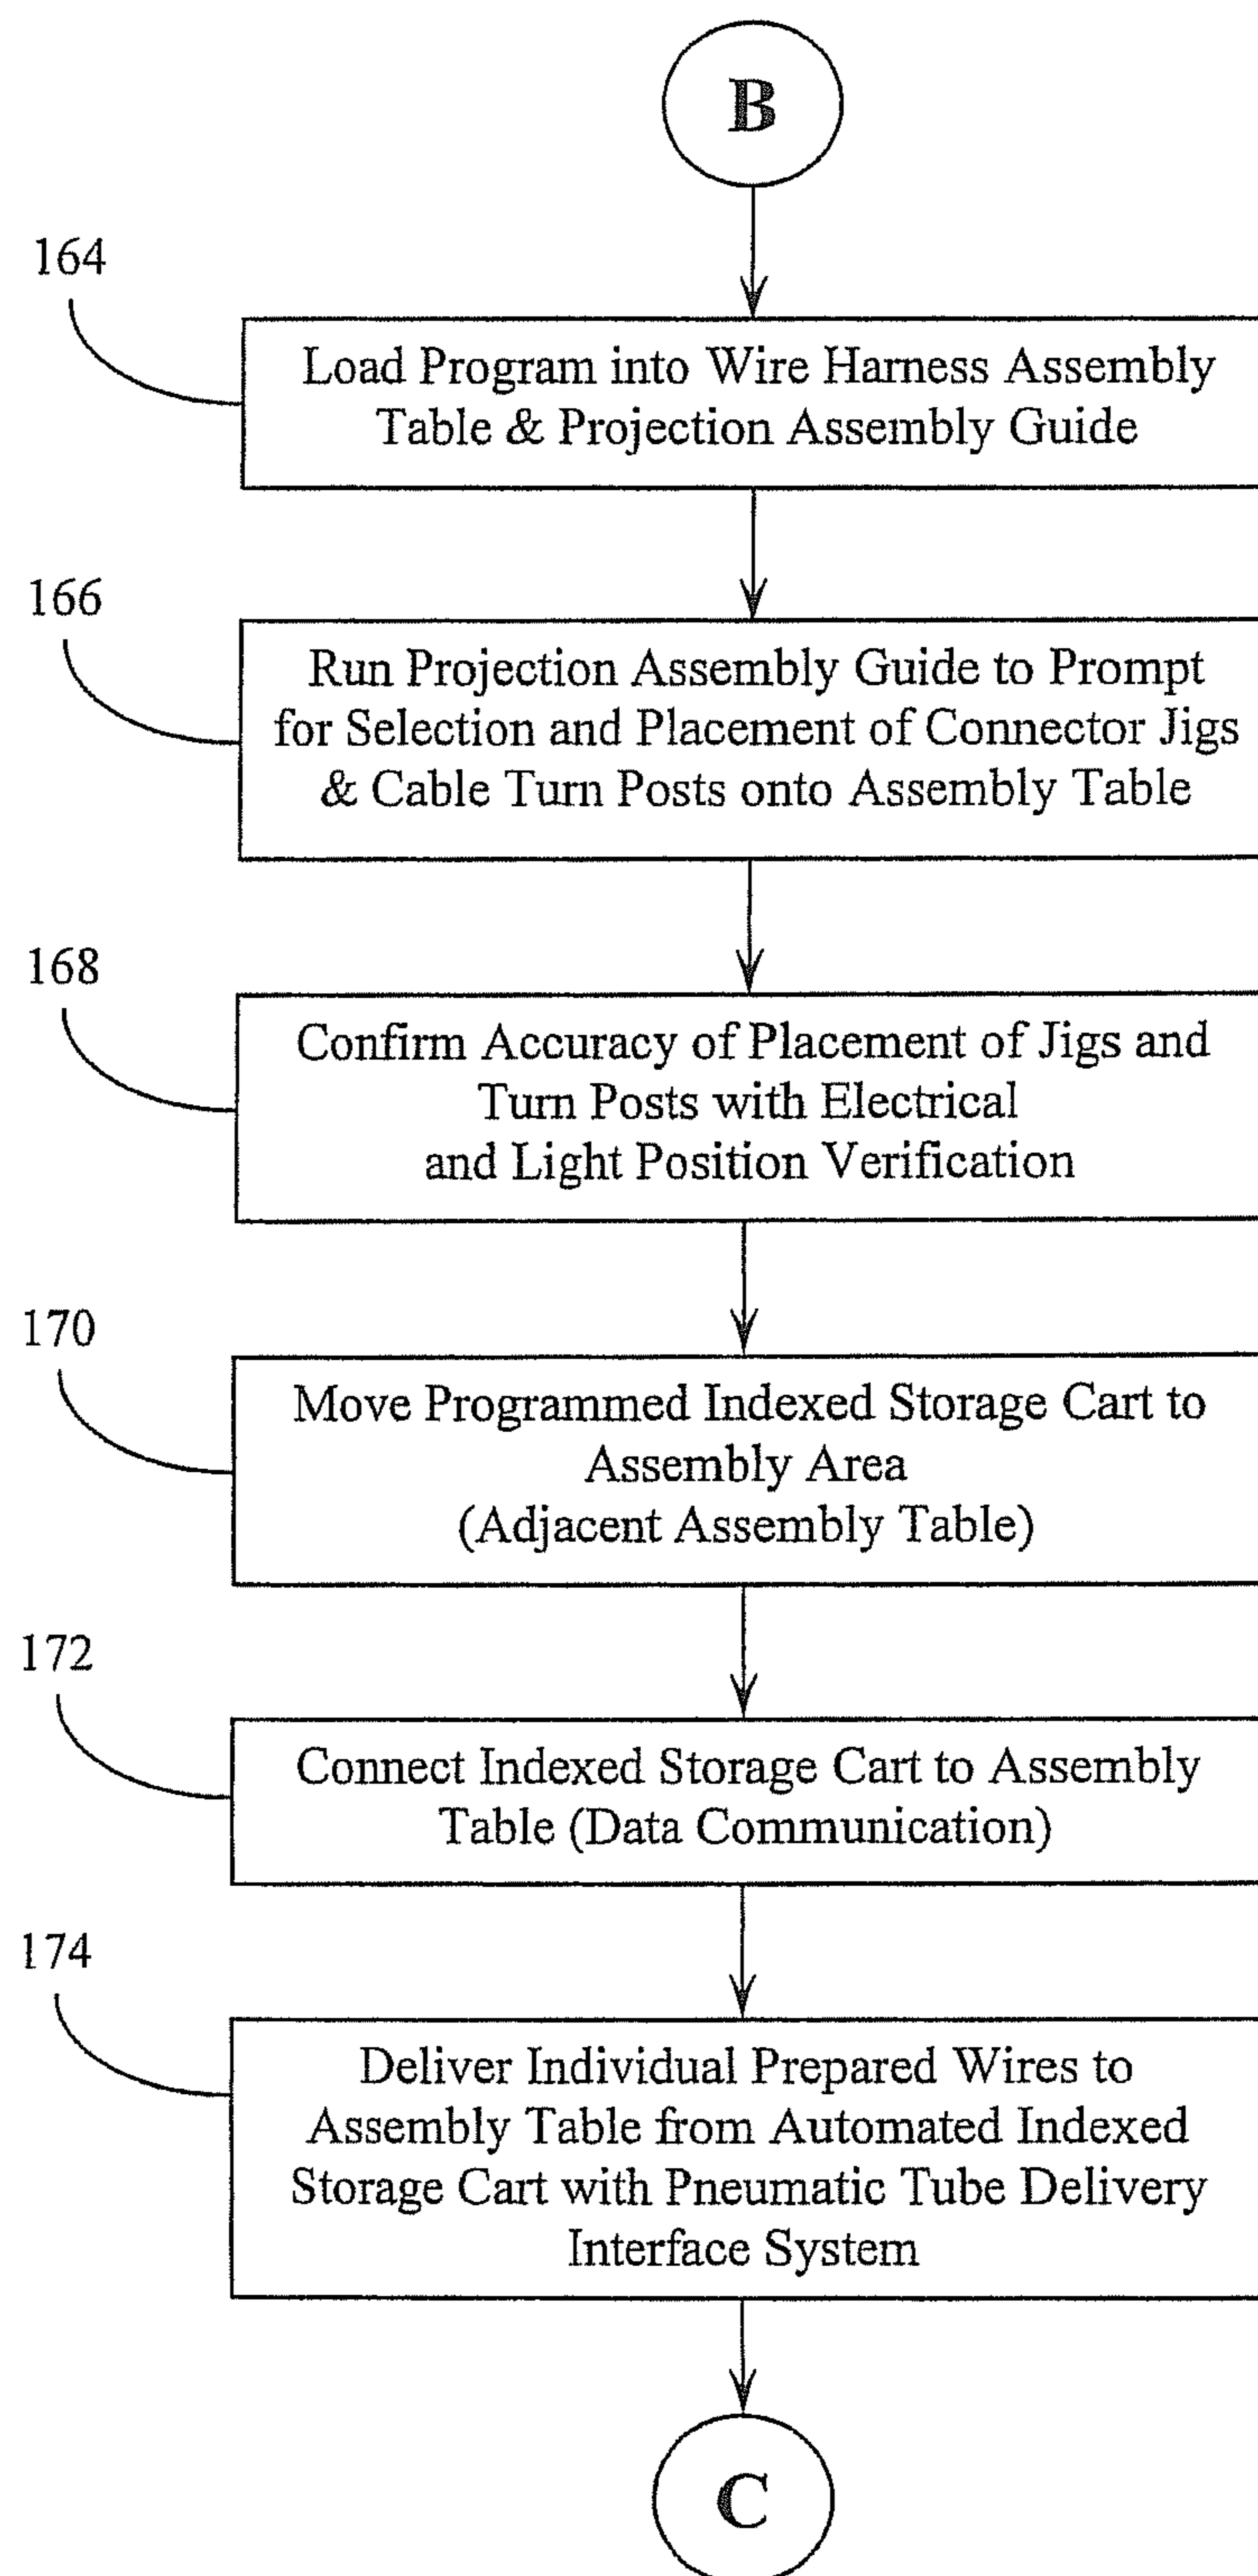 B
164
Load Program into Wire Harness Assembly
Table & Projection Assembly Guide
166
Run Projection Assembly Guide to Prompt
for Selection and Placement of Connector Jigs
& Cable Turn Posts onto Assembly Table
168
Confirm Accuracy of Placement of Jigs and
Turn Posts with Electrical
and Light Position Verification
170
Move Programmed Indexed Storage Cart to
Assembly Area
(Adjacent Assembly Table)
172
Connect Indexed Storage Cart to Assembly
Table (Data Communication)
174
Deliver Individual Prepared Wires to
Assembly Table from Automated Indexed
Storage Cart with Pneumatic Tube Delivery
Interface System
C